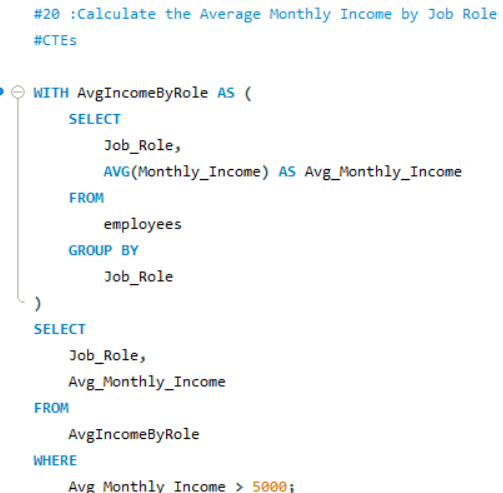 #20 :Calculate the Average Monthly Income by Job Role
#CTEs
WITH AvgIncomeByRole AS (
SELECT
Job_Role,
AVG(Monthly_Income) AS Avg_Monthly_Income
FROM
employees
GROUP BY
Job_Role
)
SELECT
Job_Role,
Avg_Monthly_Income
FROM
AvgIncomeByRole
WHERE
Avg_Monthly_Income > 5000;